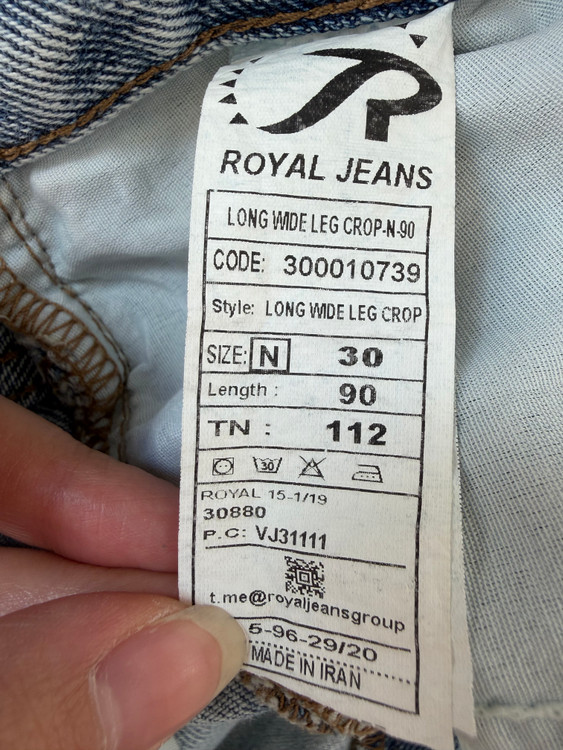 ROYAL JEANS
LONG WIDE LEG CROP-N-90
CODE: 300010739
Style: LONG WIDE LEG CROP
SIZE: N 30
Length : 90
TN : 112
30
ROYAL 15-1/19
30880
P.C: VJ31111
t.me@royaljeansgroup
5-96-29/20
MADE IN IRAN